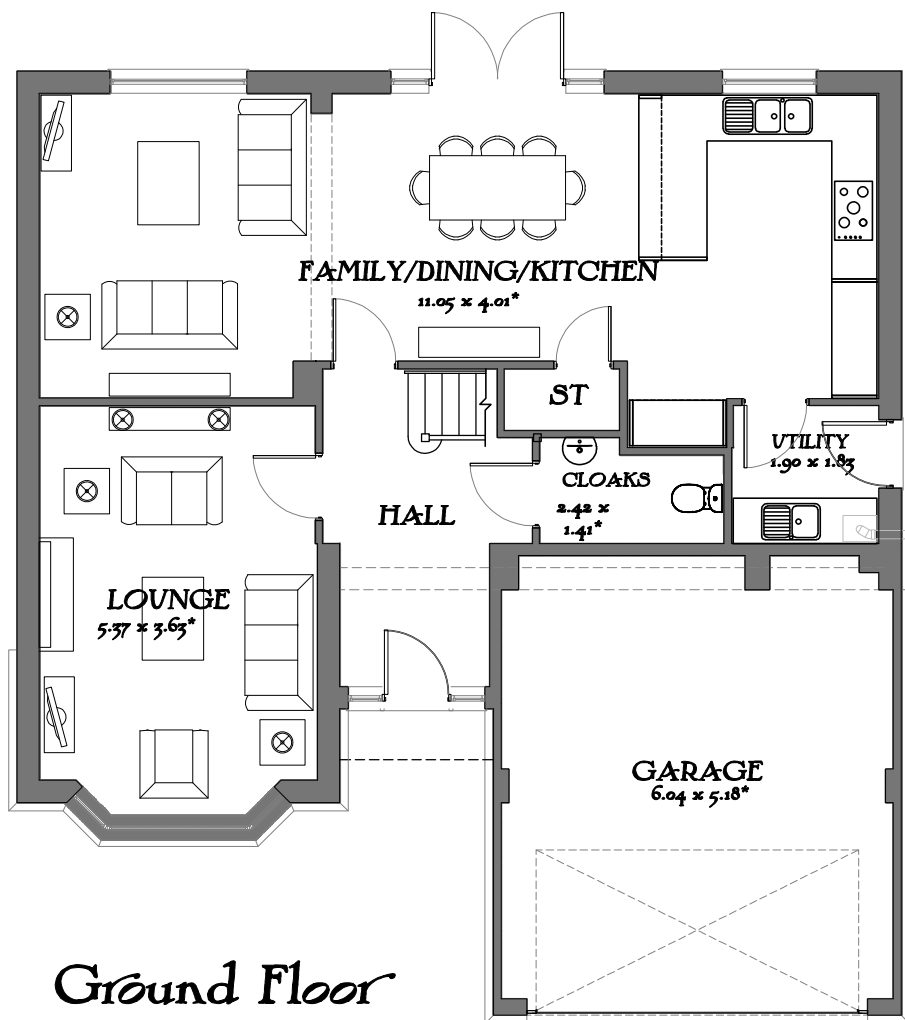 FAMILY/DINING/KITCHEN
11.05 x 4.01*
ST
UTILITY
1.90 x 1.83
CLOAKS
2.42 x
1.41*
HALL
LOUNGE
5.37 x 3.63*
GARAGE
6.04 x 5.18*
Ground Floor